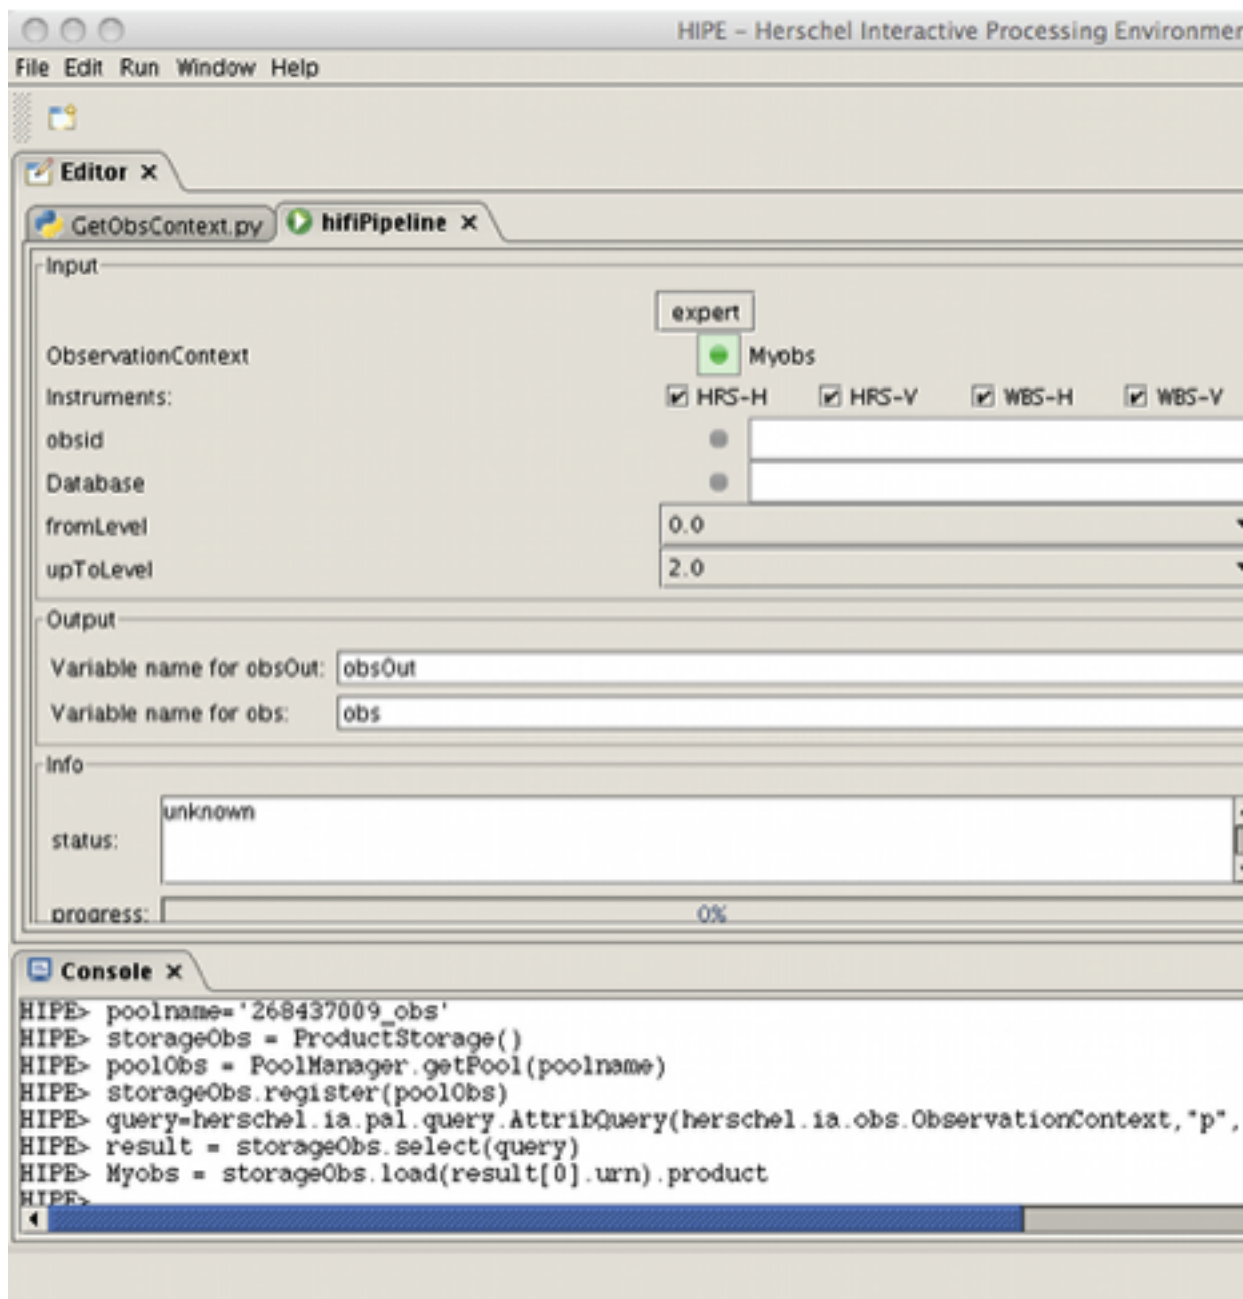 HIPE – Herschel Interactive Processing Environmen
File Edit Run Window Help
Editor
GetObsContext.py hifiPipeline
Input
expert
ObservationContext Myobs
Instruments: HRS-H HRS-V WBS-H WBS-V
obsid
Database
fromLevel 0.0
upToLevel 2.0
Output
Variable name for obsOut: obsOut
Variable name for obs: obs
Info
unknown
status:
progress: 0%
Console
HIPE> poolname='268437009_obs'
HIPE> storageObs = ProductStorage()
HIPE> poolObs = PoolManager.getPool(poolname)
HIPE> storageObs.register(poolObs)
HIPE> query=herschel.ia.pal.query.AttribQuery(herschel.ia.obs.ObservationContext,"p",
HIPE> result = storageObs.select(query)
HIPE> Myobs = storageObs.load(result[0].urn).product
HIPE>